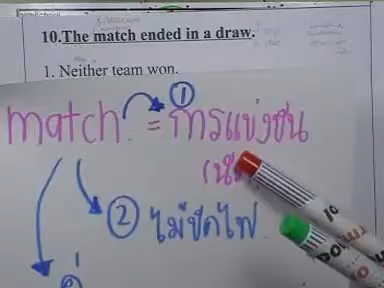 10.The match ended in a draw.
1. Neither team won.
match = ① การแข่งขัน
② ไม้ขีดไฟ